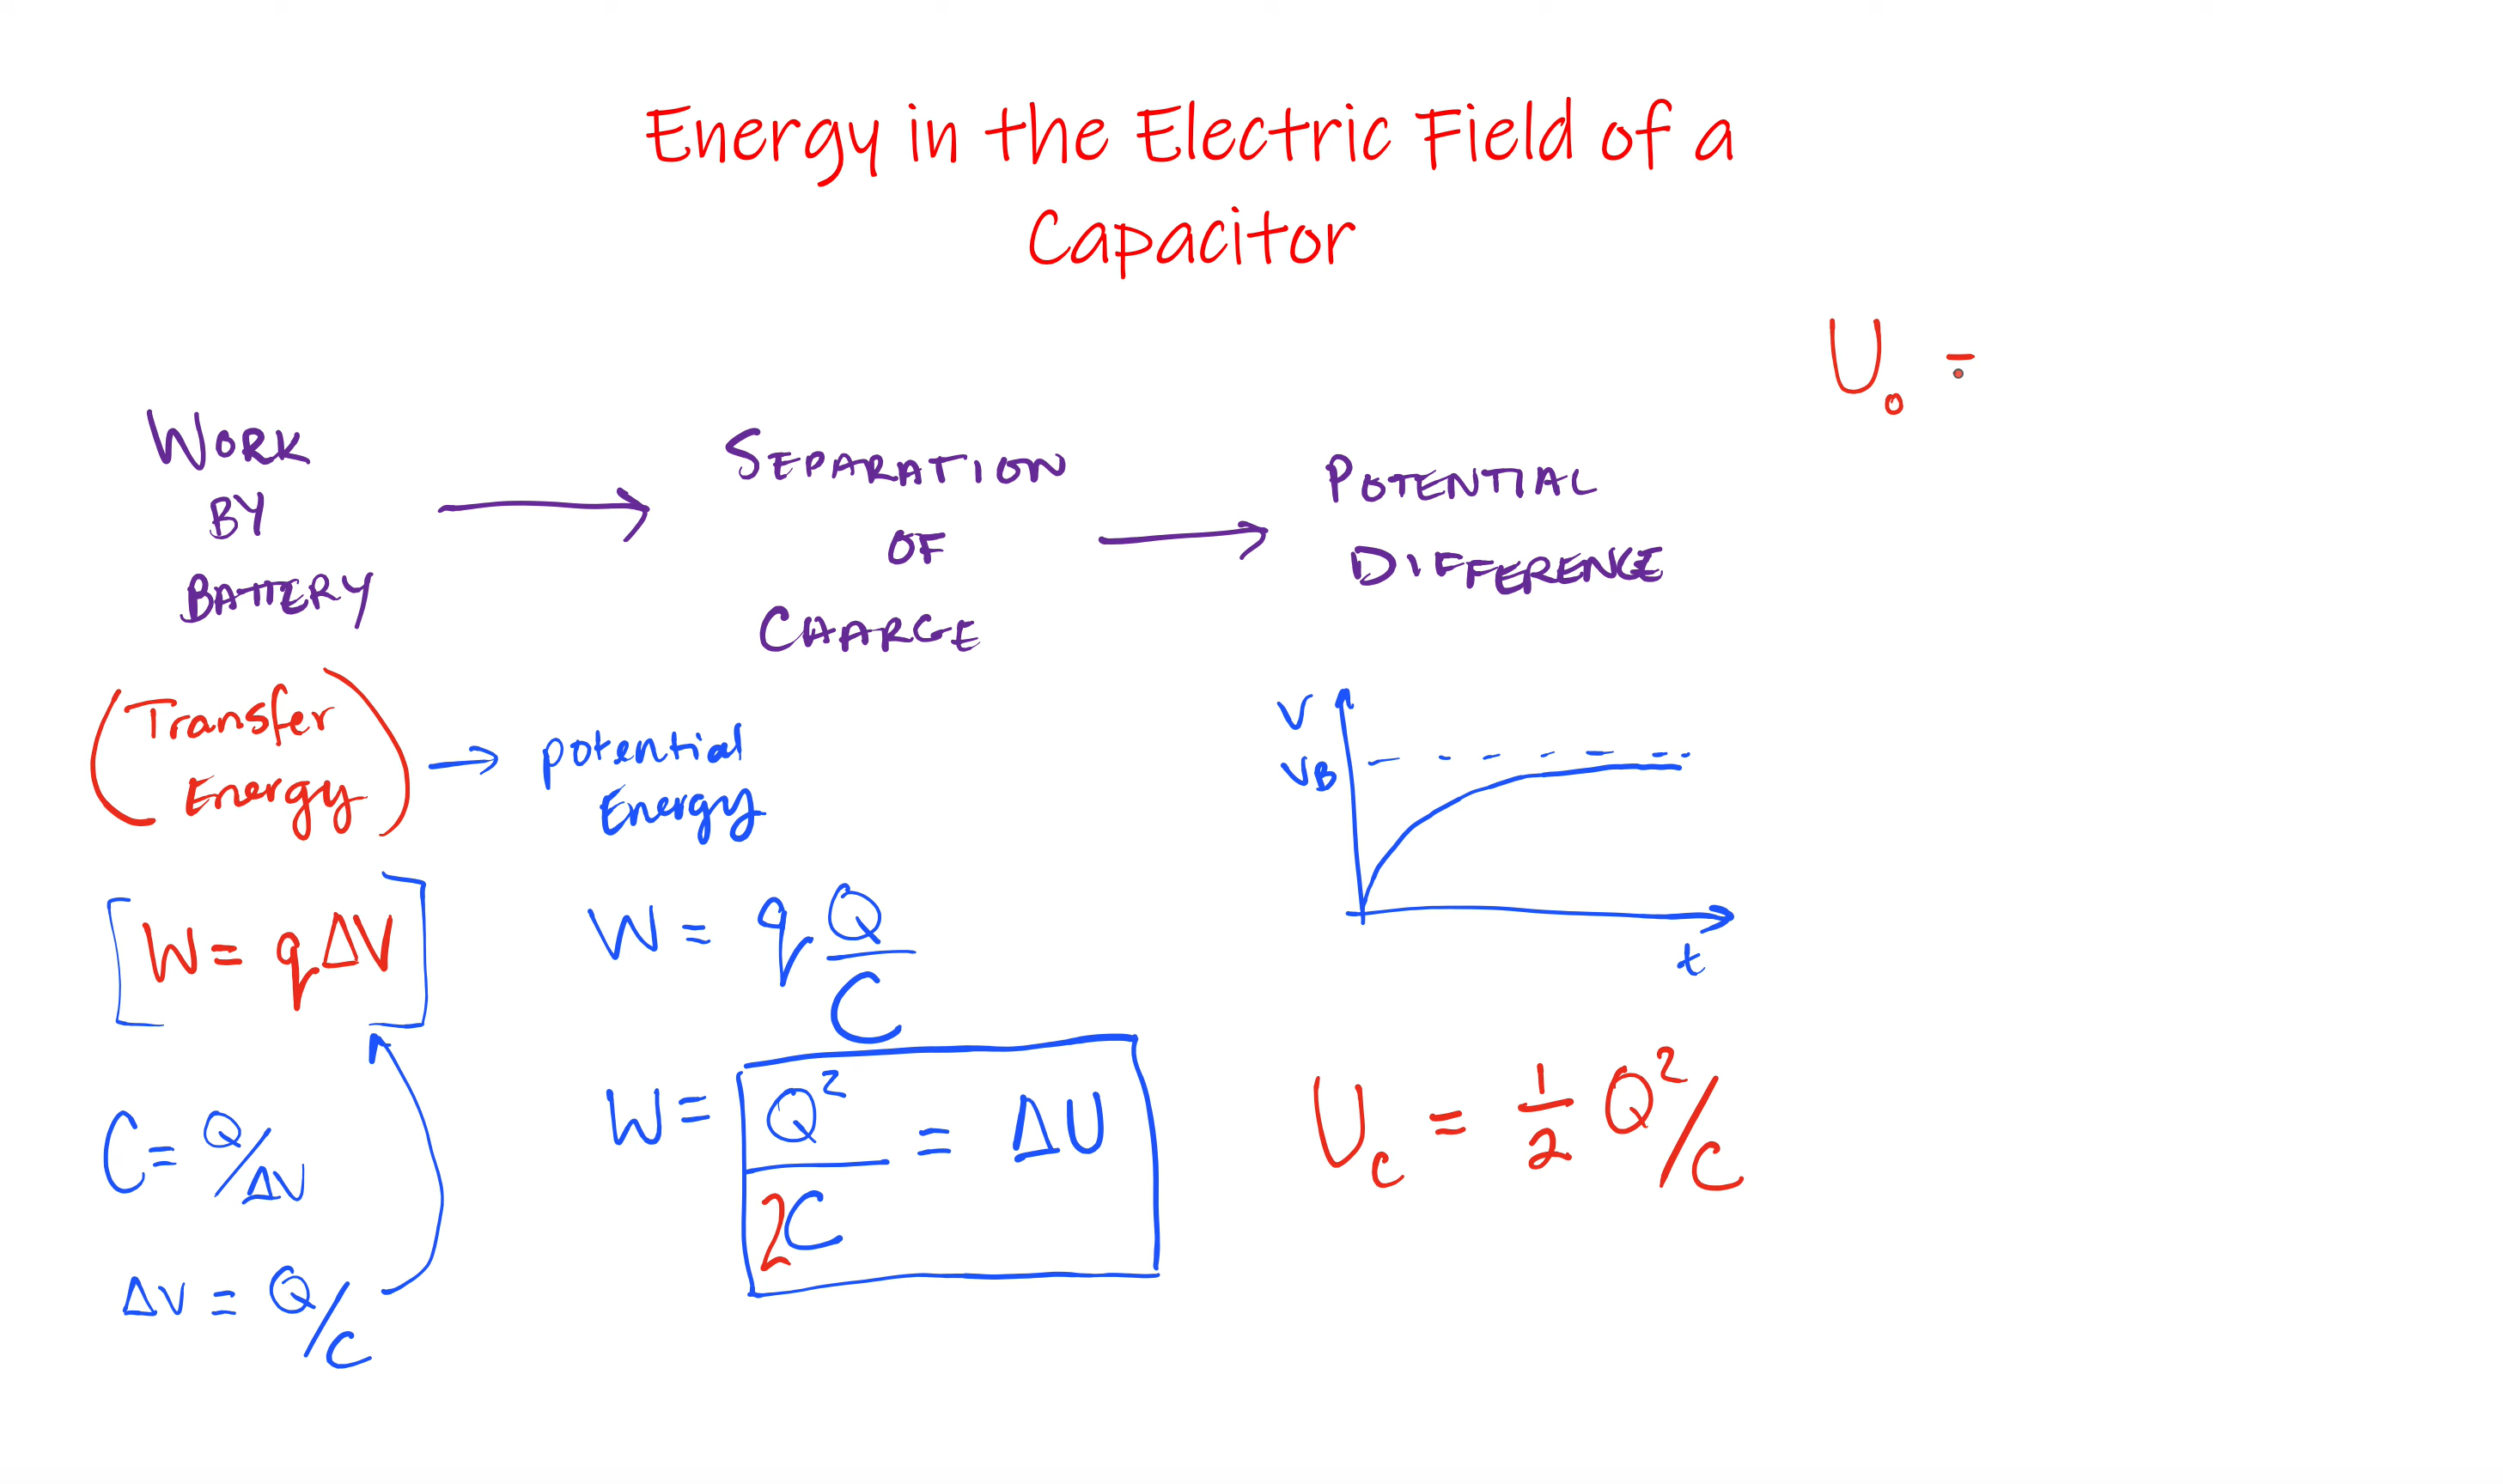 Energy in the Electric Field of a
Capacitor
U₀ =
WORK
BY
BATTERY
SEPARATION
OF
CHARGE
POTENTIAL
DIFFERENCE
(Transfer
Energy)
potential
Energy
V
VB
t
[W = qΔV]
W = q Q/C
C = Q/ΔV
W = Q²/2C = ΔU
Uc = 1/2 Q²/C
ΔV = Q/C